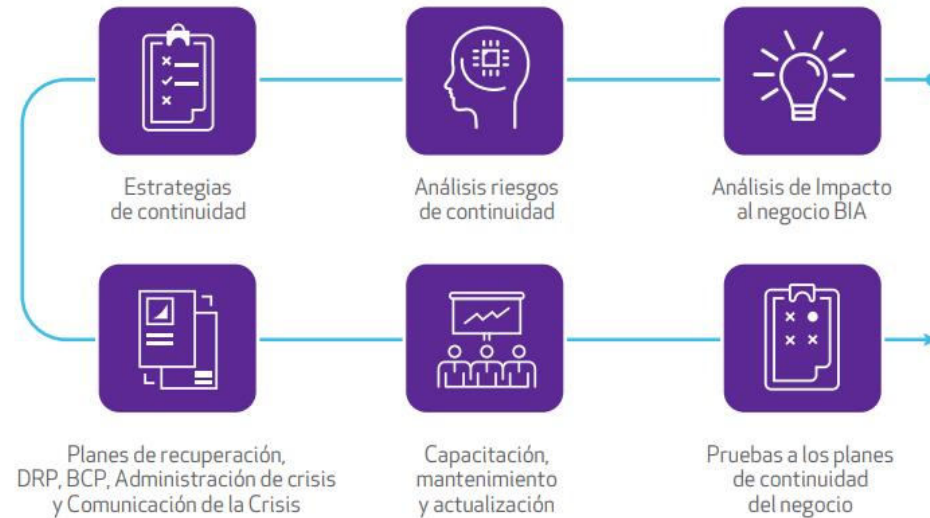 Estrategias
de continuidad
Análisis riesgos
de continuidad
Análisis de Impacto
al negocio BIA
Planes de recuperación,
DRP, BCP, Administración de crisis
y Comunicación de la Crisis
Capacitación,
mantenimiento
y actualización
Pruebas a los planes
de continuidad
del negocio